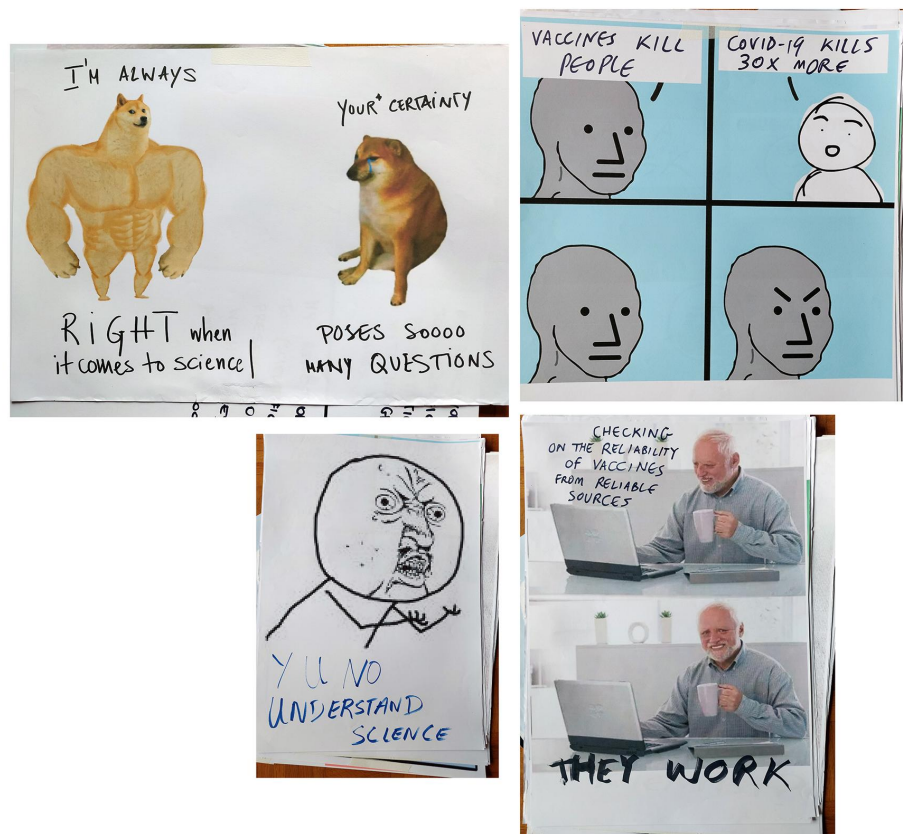 I'M ALWAYS
RiGHT when
it comes to science
YOUR* CERTAINTY
POSES SOOOO
MANY QUESTIONS
VACCINES KILL
PEOPLE
COVID-19 KILLS
30X MORE
Y U NO
UNDERSTAND
SCIENCE
CHECKING
ON THE RELIABILITY
OF VACCINES
FROM RELIABLE
SOURCES
THEY WORK